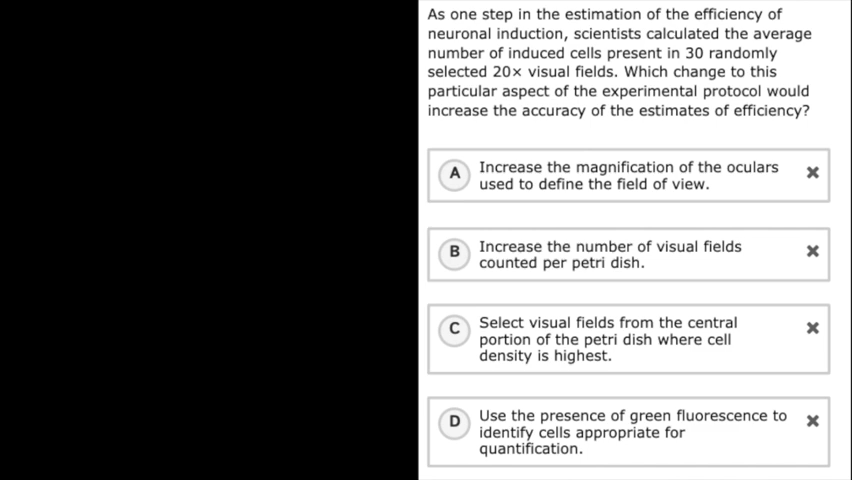 As one step in the estimation of the efficiency of
neuronal induction, scientists calculated the average
number of induced cells present in 30 randomly
selected 20× visual fields. Which change to this
particular aspect of the experimental protocol would
increase the accuracy of the estimates of efficiency?
A Increase the magnification of the oculars
used to define the field of view.
B Increase the number of visual fields
counted per petri dish.
C Select visual fields from the central
portion of the petri dish where cell
density is highest.
D Use the presence of green fluorescence to
identify cells appropriate for
quantification.